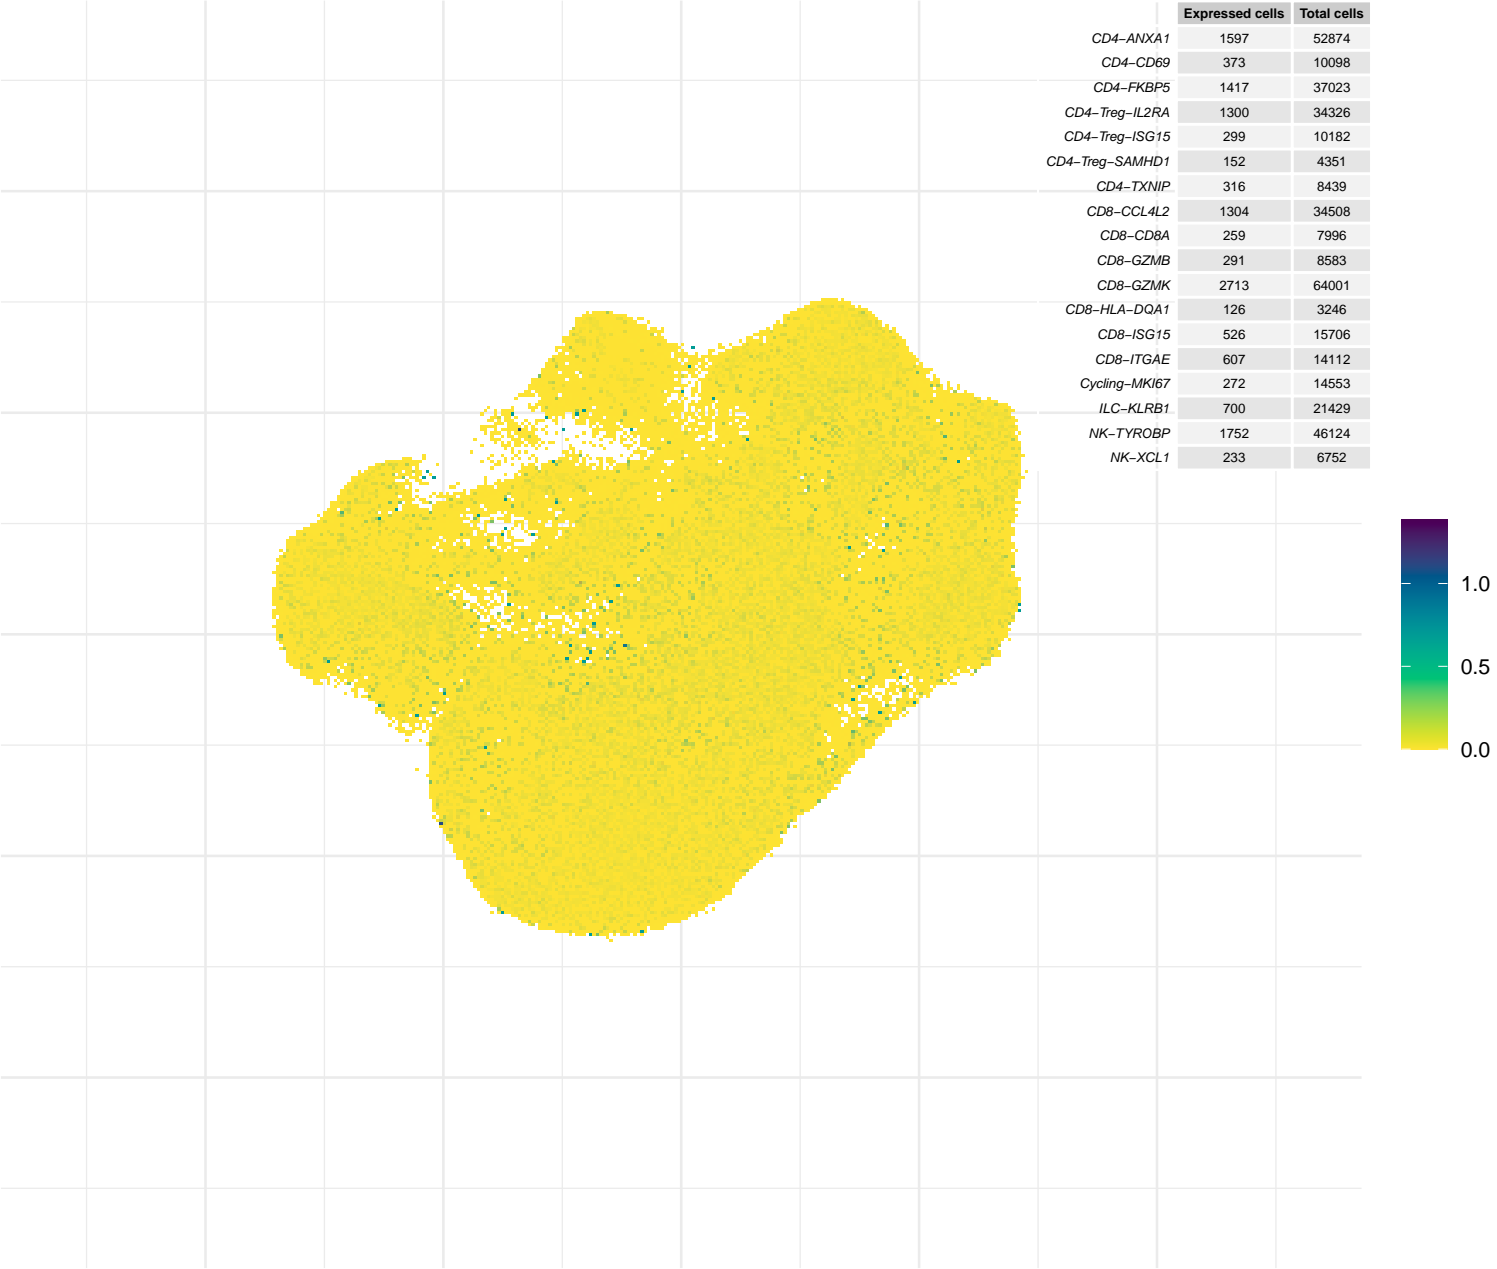 Expressed cells Total cells
CD4−ANXA1 1597 52874
CD4−CD69 373 10098
CD4−FKBP5 1417 37023
CD4−Treg−IL2RA 1300 34326
CD4−Treg−ISG15 299 10182
CD4−Treg−SAMHD1 152 4351
CD4−TXNIP 316 8439
CD8−CCL4L2 1304 34508
CD8−CD8A 259 7996
CD8−GZMB 291 8583
CD8−GZMK 2713 64001
CD8−HLA−DQA1 126 3246
CD8−ISG15 526 15706
CD8−ITGAE 607 14112
Cycling−MKI67 272 14553
ILC−KLRB1 700 21429
NK−TYROBP 1752 46124
NK−XCL1 233 6752
1.0
0.5
0.0